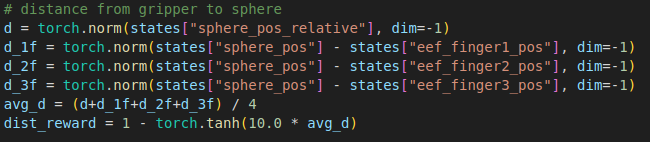 # distance from gripper to sphere
d = torch.norm(states["sphere_pos_relative"], dim=-1)
d_1f = torch.norm(states["sphere_pos"] - states["eef_finger1_pos"], dim=-1)
d_2f = torch.norm(states["sphere_pos"] - states["eef_finger2_pos"], dim=-1)
d_3f = torch.norm(states["sphere_pos"] - states["eef_finger3_pos"], dim=-1)
avg_d = (d+d_1f+d_2f+d_3f) / 4
dist_reward = 1 - torch.tanh(10.0 * avg_d)